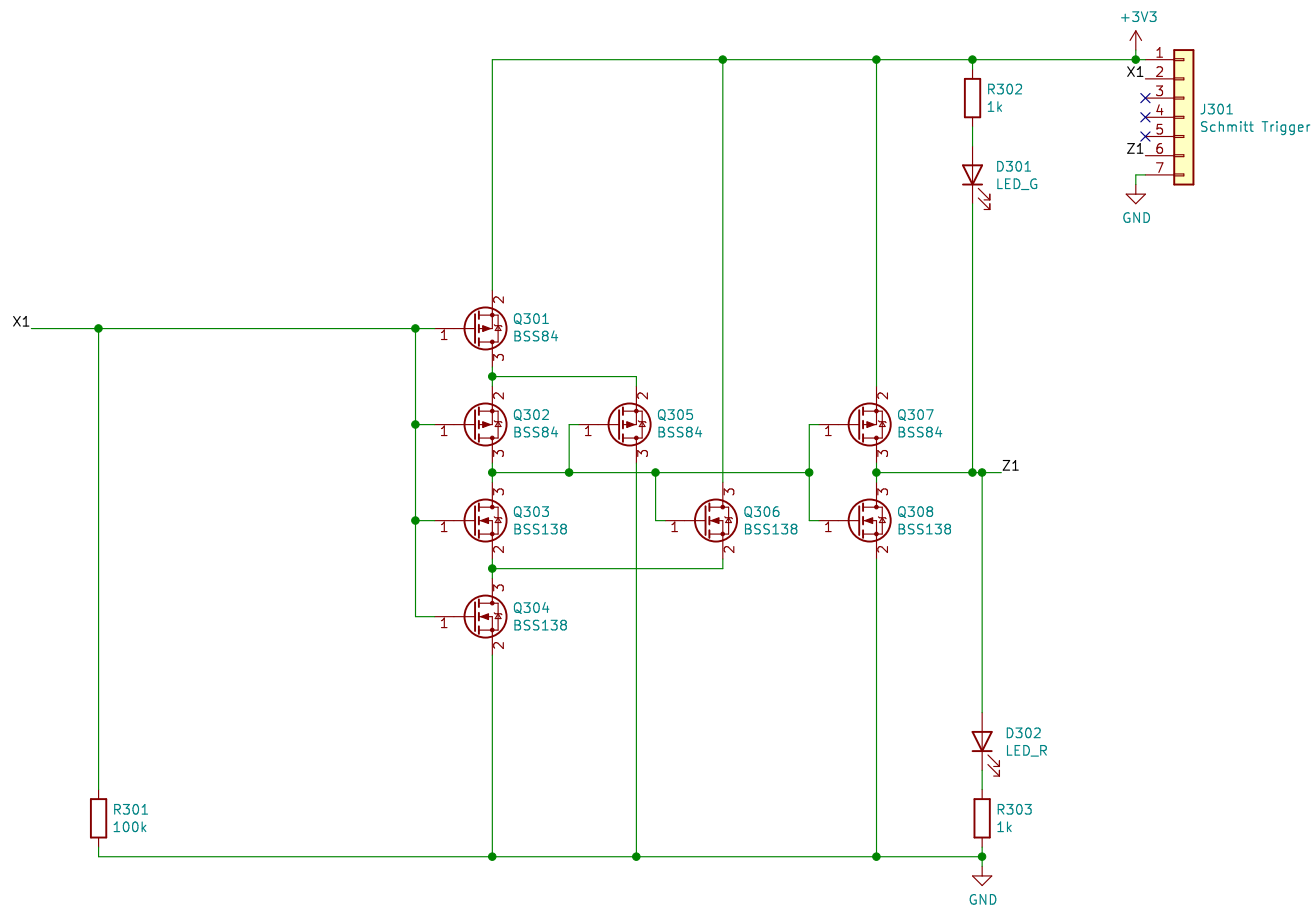 +3V3
1
X1 2
3
4
5
Z1 6
7
J301
Schmitt Trigger
GND
R302
1k
D301
LED_G
X1
2
1
Q301
BSS84
3
2
1
Q302
BSS84
3
2
1
Q305
BSS84
3
2
1
Q307
BSS84
3
Z1
3
1
Q303
BSS138
2
3
1
Q306
BSS138
2
3
1
Q308
BSS138
2
3
1
Q304
BSS138
2
D302
LED_R
R301
100k
R303
1k
GND